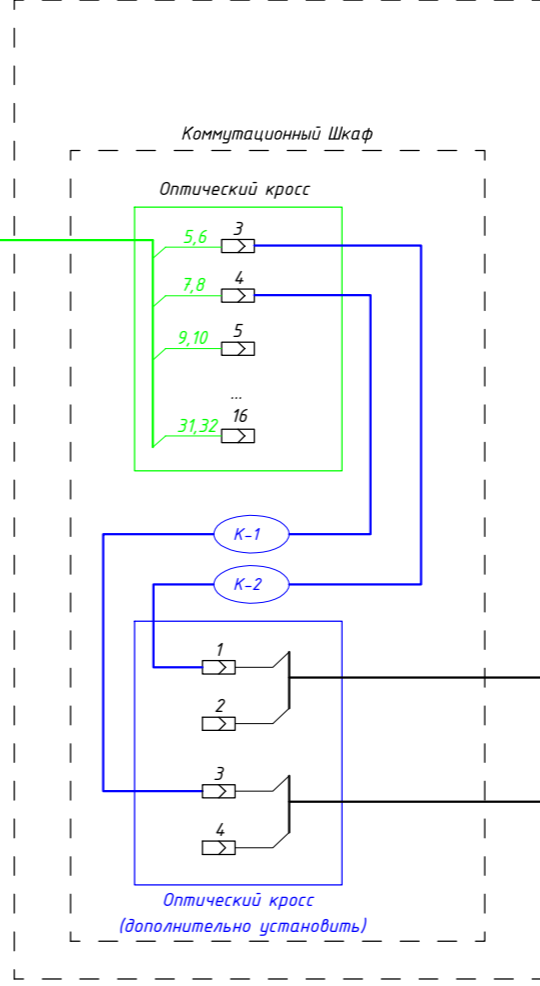 Коммутационный Шкаф
Оптический кросс
5,6 3
7,8 4
9,10 5
...
31,32 16
К-1
К-2
1
2
3
4
Оптический кросс
(дополнительно установить)